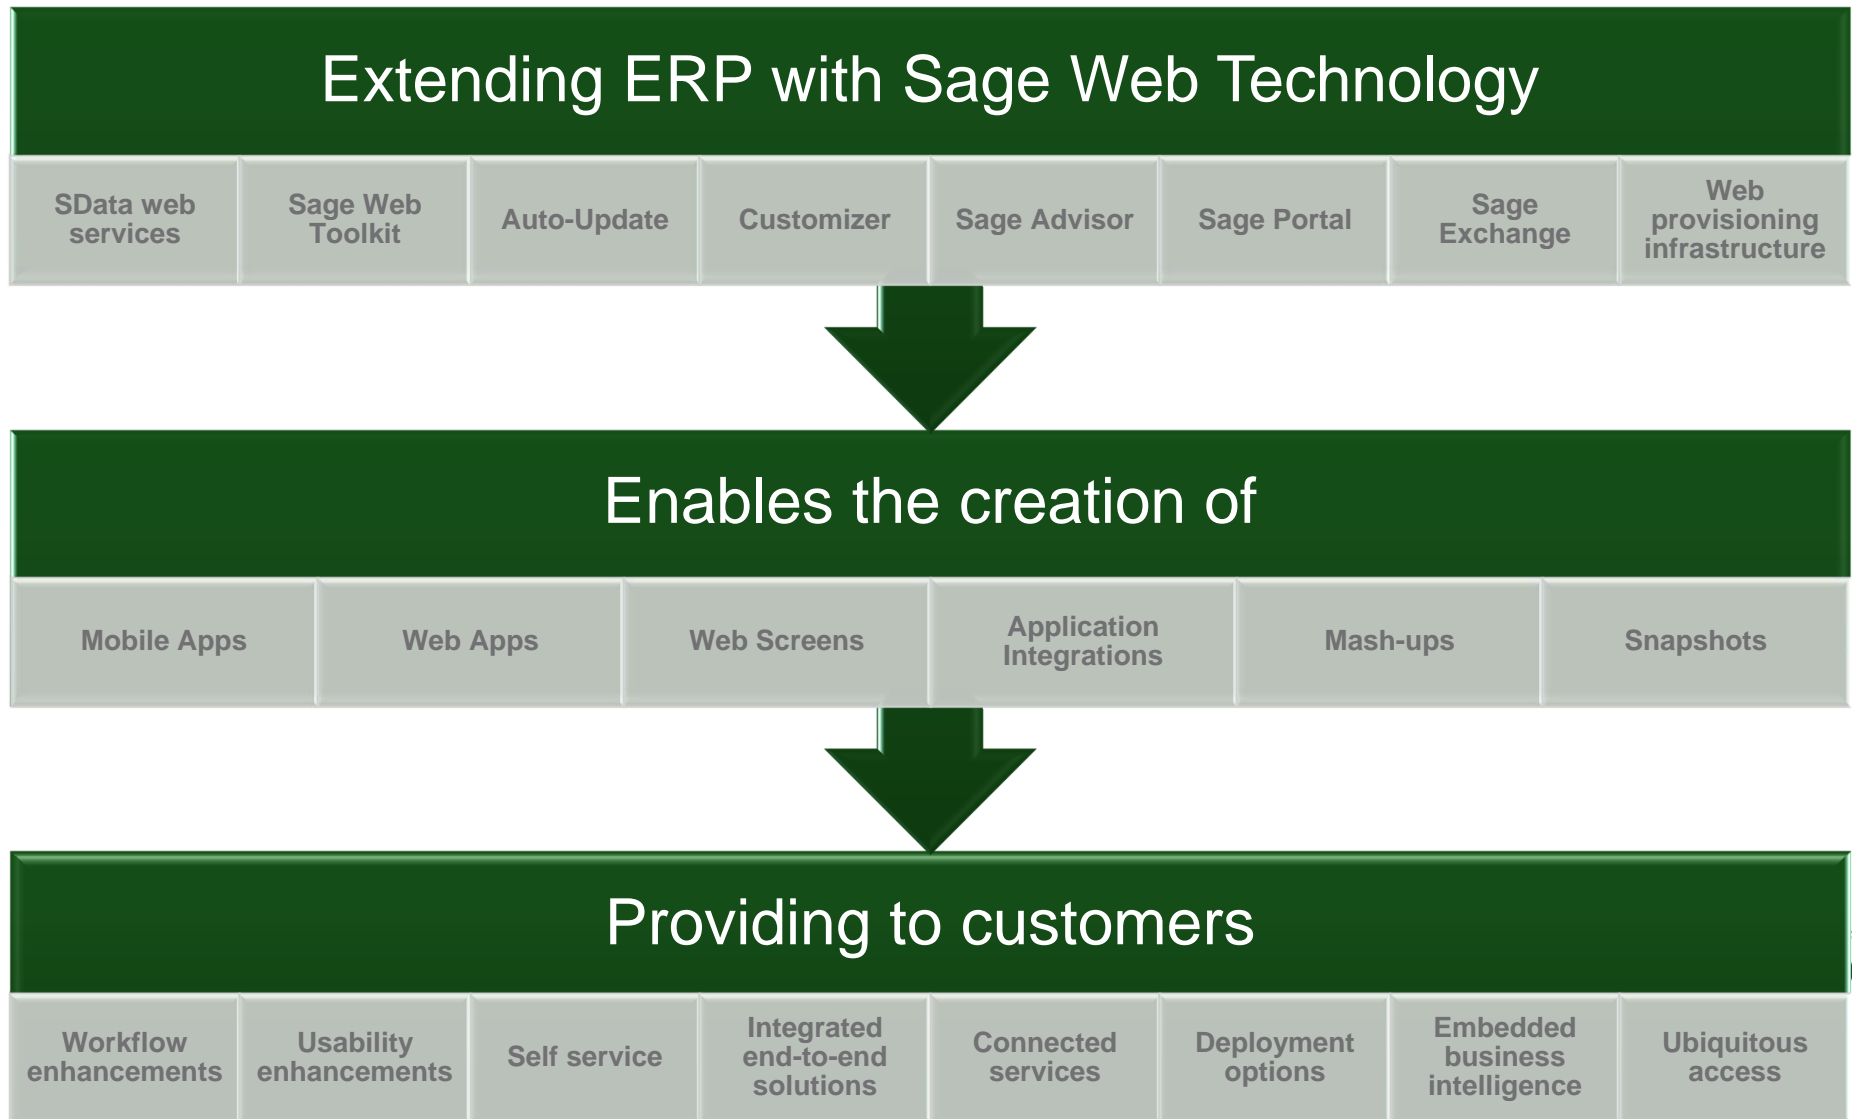 Extending ERP with Sage Web Technology
SData web
services
Sage Web
Toolkit
Auto-Update
Customizer
Sage Advisor
Sage Portal
Sage
Exchange
Web
provisioning
infrastructure
Enables the creation of
Mobile Apps
Web Apps
Web Screens
Application
Integrations
Mash-ups
Snapshots
Providing to customers
Workflow
enhancements
Usability
enhancements
Self service
Integrated
end-to-end
solutions
Connected
services
Deployment
options
Embedded
business
intelligence
Ubiquitous
access